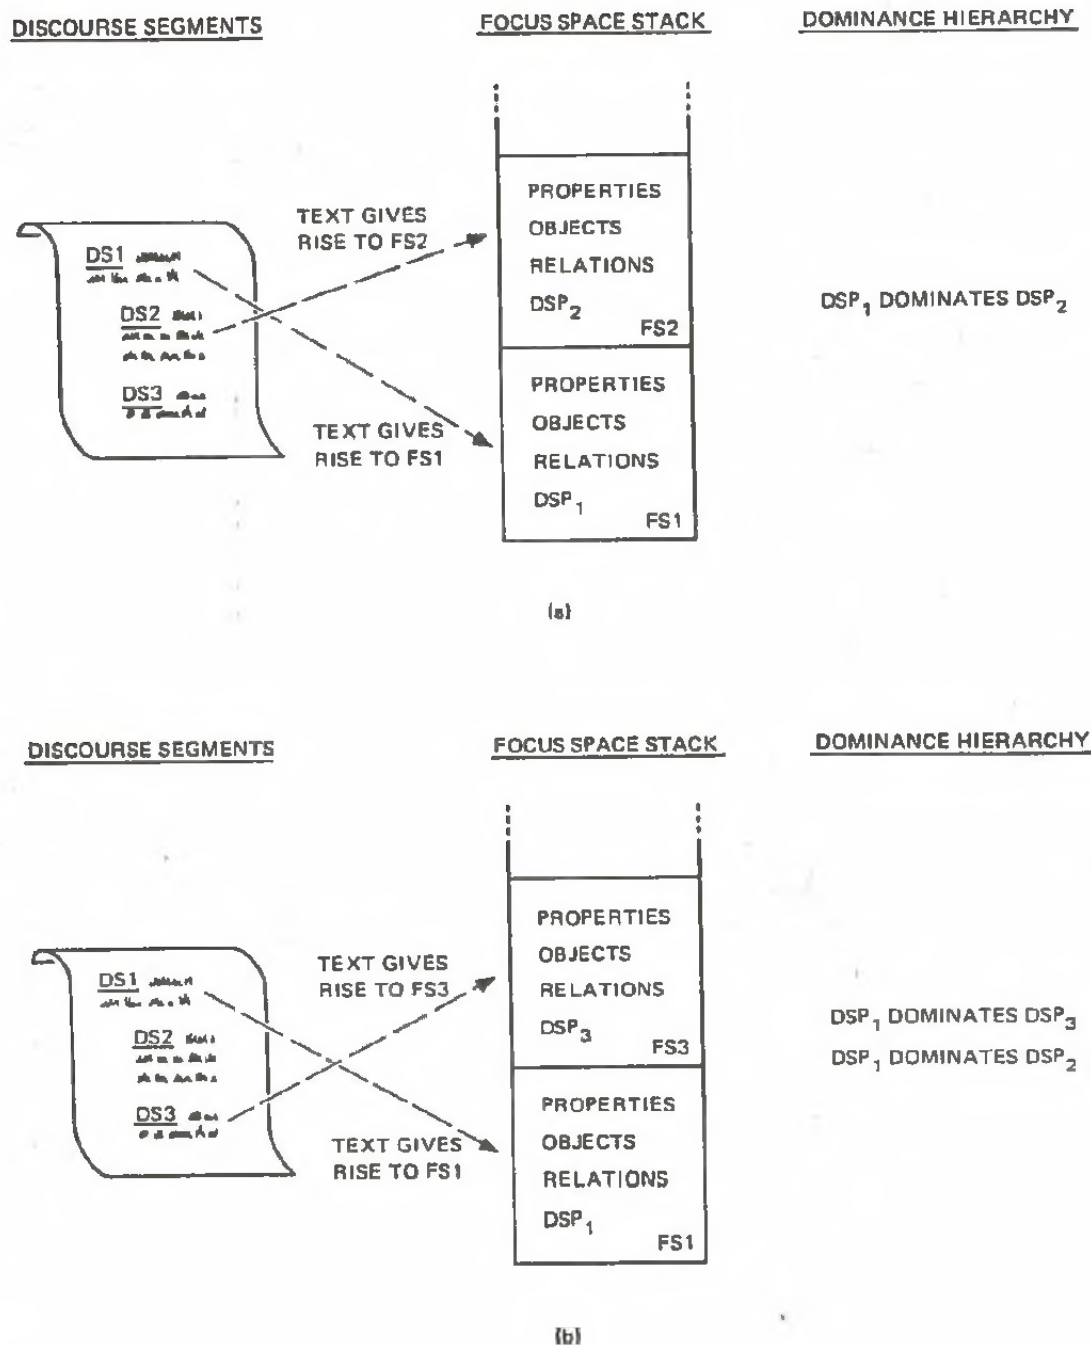 DISCOURSE SEGMENTS
FOCUS SPACE STACK
DOMINANCE HIERARCHY
TEXT GIVES
RISE TO FS2
DS1
DS2
DS3
TEXT GIVES
RISE TO FS1
PROPERTIES
OBJECTS
RELATIONS
DSP₂
FS2
PROPERTIES
OBJECTS
RELATIONS
DSP₁
FS1
DSP₁ DOMINATES DSP₂
(a)
DISCOURSE SEGMENTS
FOCUS SPACE STACK
DOMINANCE HIERARCHY
TEXT GIVES
RISE TO FS3
DS1
DS2
DS3
TEXT GIVES
RISE TO FS1
PROPERTIES
OBJECTS
RELATIONS
DSP₃
FS3
PROPERTIES
OBJECTS
RELATIONS
DSP₁
FS1
DSP₁ DOMINATES DSP₃
DSP₁ DOMINATES DSP₂
(b)